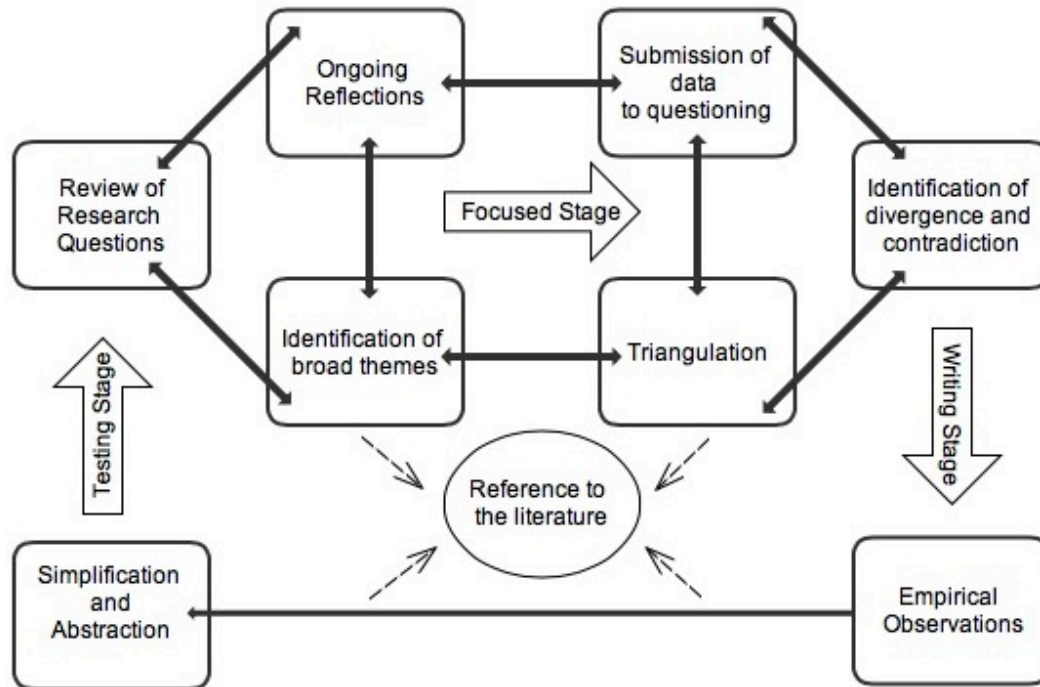 Ongoing
Reflections
Submission of
data
to questioning
Review of
Research
Questions
Focused Stage
Identification of
divergence and
contradiction
Identification of
broad themes
Triangulation
Testing Stage
Writing Stage
Reference to
the literature
Simplification
and
Abstraction
Empirical
Observations